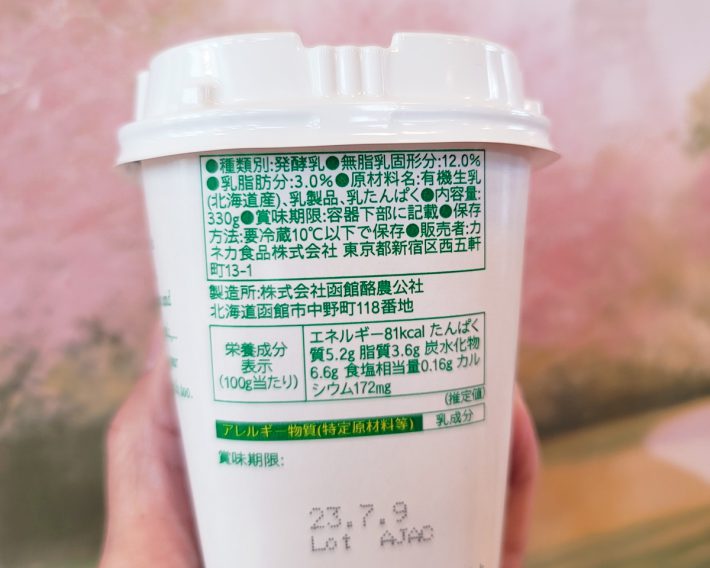 ●種類別:発酵乳●無脂乳固形分:12.0%
●乳脂肪分:3.0%●原材料名:有機生乳
(北海道産)、乳製品、乳たんぱく●内容量:
330g●賞味期限:容器下部に記載●保存
方法:要冷蔵10℃以下で保存●販売者:カ
ネカ食品株式会社 東京都新宿区西五軒
町13-1
製造所:株式会社函館酪農公社
北海道函館市中野町118番地
栄養成分
表示
(100g当たり)
エネルギー81kcal たんぱく
質5.2g 脂質3.6g 炭水化物
6.6g 食塩相当量0.16g カル
シウム172mg
(推定値)
アレルギー物質(特定原材料等) 乳成分
賞味期限:
23.7.9
Lot AJAO